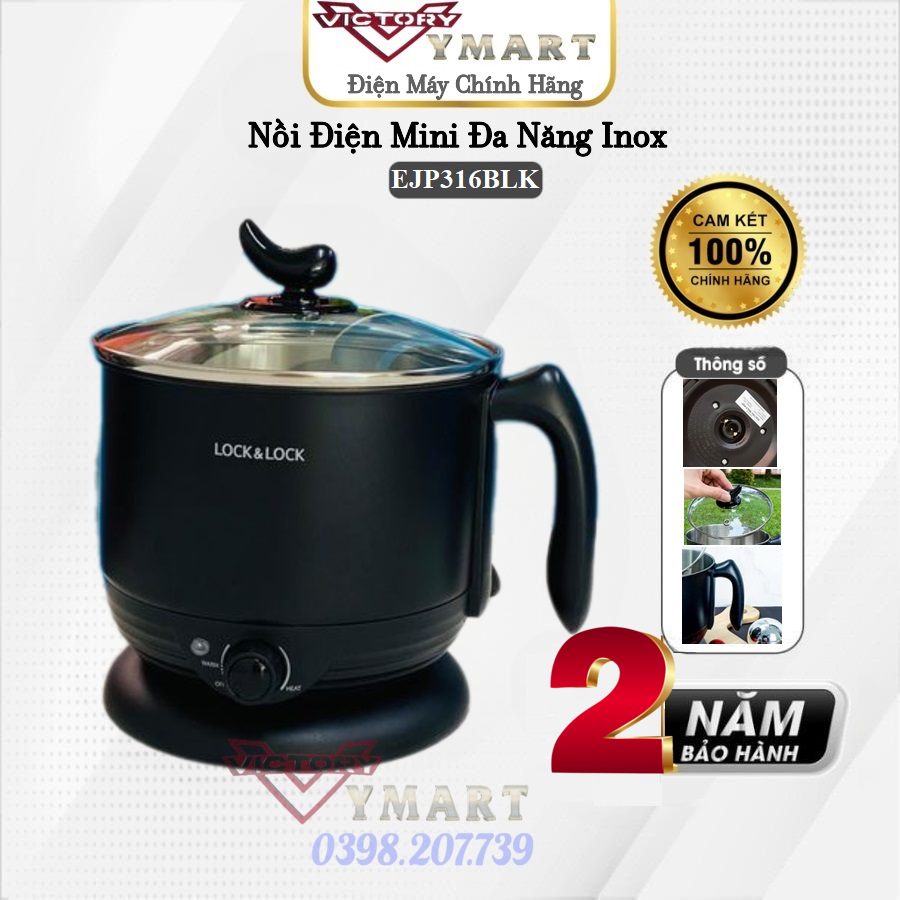 VICTORY
YMART
Điện Máy Chính Hãng
Nồi Điện Mini Đa Năng Inox
EJP316BLK
CAM KẾT
100%
CHÍNH HÃNG
Thông số
LOCK&LOCK
WARM
OFF
HEAT
2 NĂM
BẢO HÀNH
VICTORY
YMART
0398.207.739